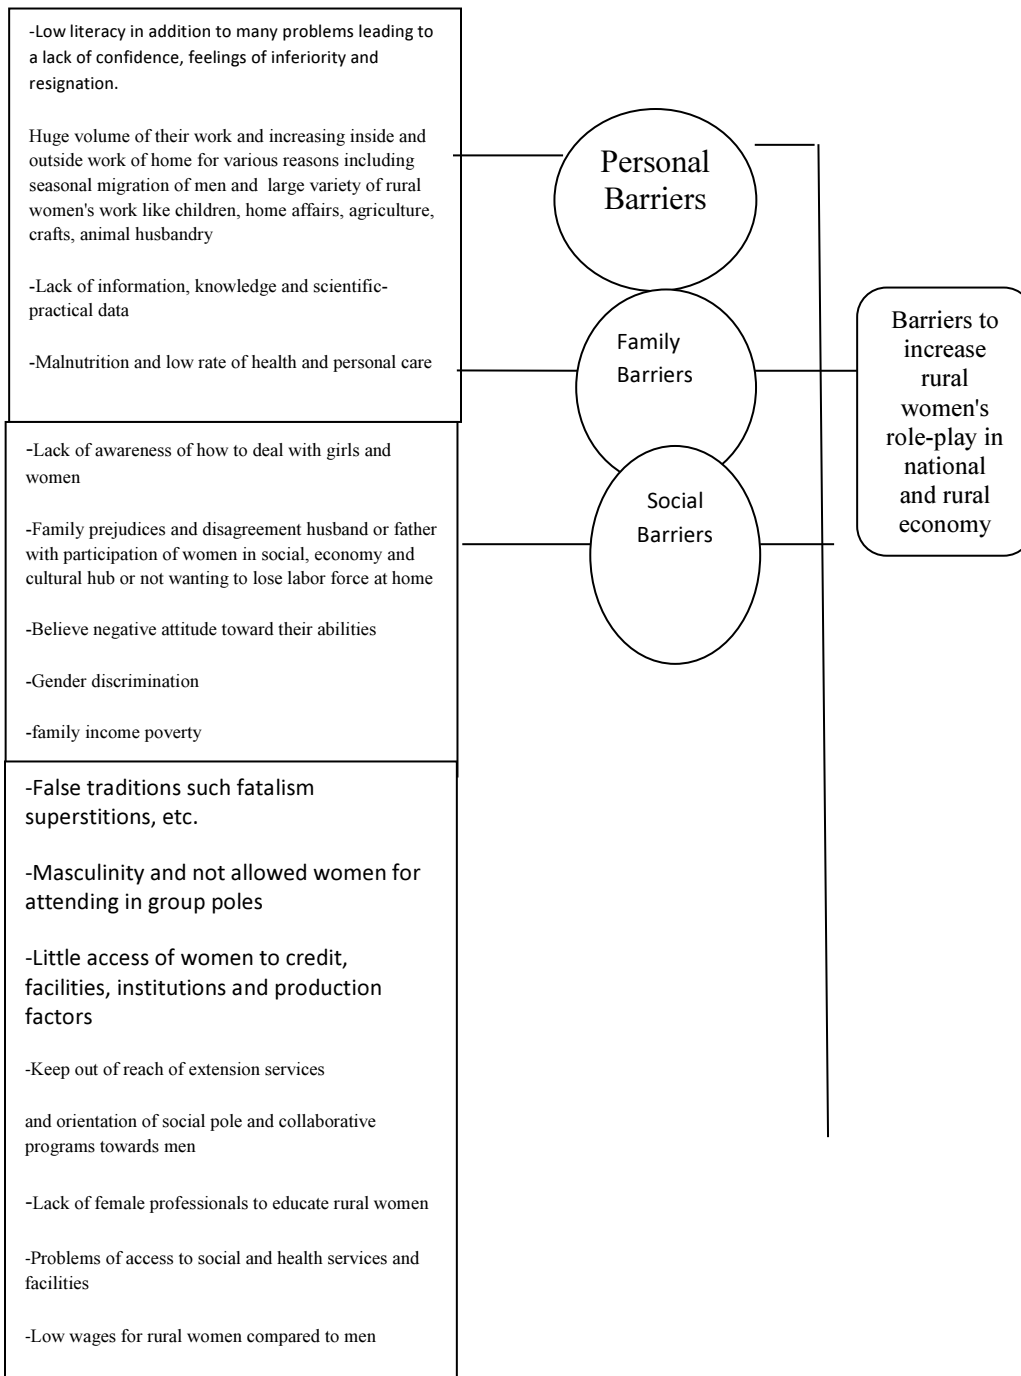 -Low literacy in addition to many problems leading to
a lack of confidence, feelings of inferiority and
resignation.
Huge volume of their work and increasing inside and
outside work of home for various reasons including
seasonal migration of men and large variety of rural
women's work like children, home affairs, agriculture,
crafts, animal husbandry
-Lack of information, knowledge and scientific-
practical data
-Malnutrition and low rate of health and personal care
-Lack of awareness of how to deal with girls and
women
-Family prejudices and disagreement husband or father
with participation of women in social, economy and
cultural hub or not wanting to lose labor force at home
-Believe negative attitude toward their abilities
-Gender discrimination
-family income poverty
-False traditions such fatalism
superstitions, etc.
-Masculinity and not allowed women for
attending in group poles
-Little access of women to credit,
facilities, institutions and production
factors
-Keep out of reach of extension services
and orientation of social pole and collaborative
programs towards men
-Lack of female professionals to educate rural women
-Problems of access to social and health services and
facilities
-Low wages for rural women compared to men
Personal
Barriers
Family
Barriers
Social
Barriers
Barriers to
increase
rural
women's
role-play in
national
and rural
economy